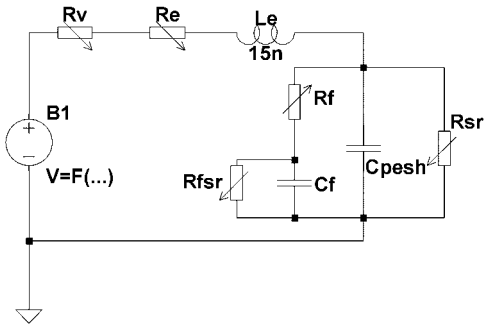 Rv
Re
Le
15n
B1
V=F(...)
Rf
Rsr
Cpesh
Rfsr
Cf